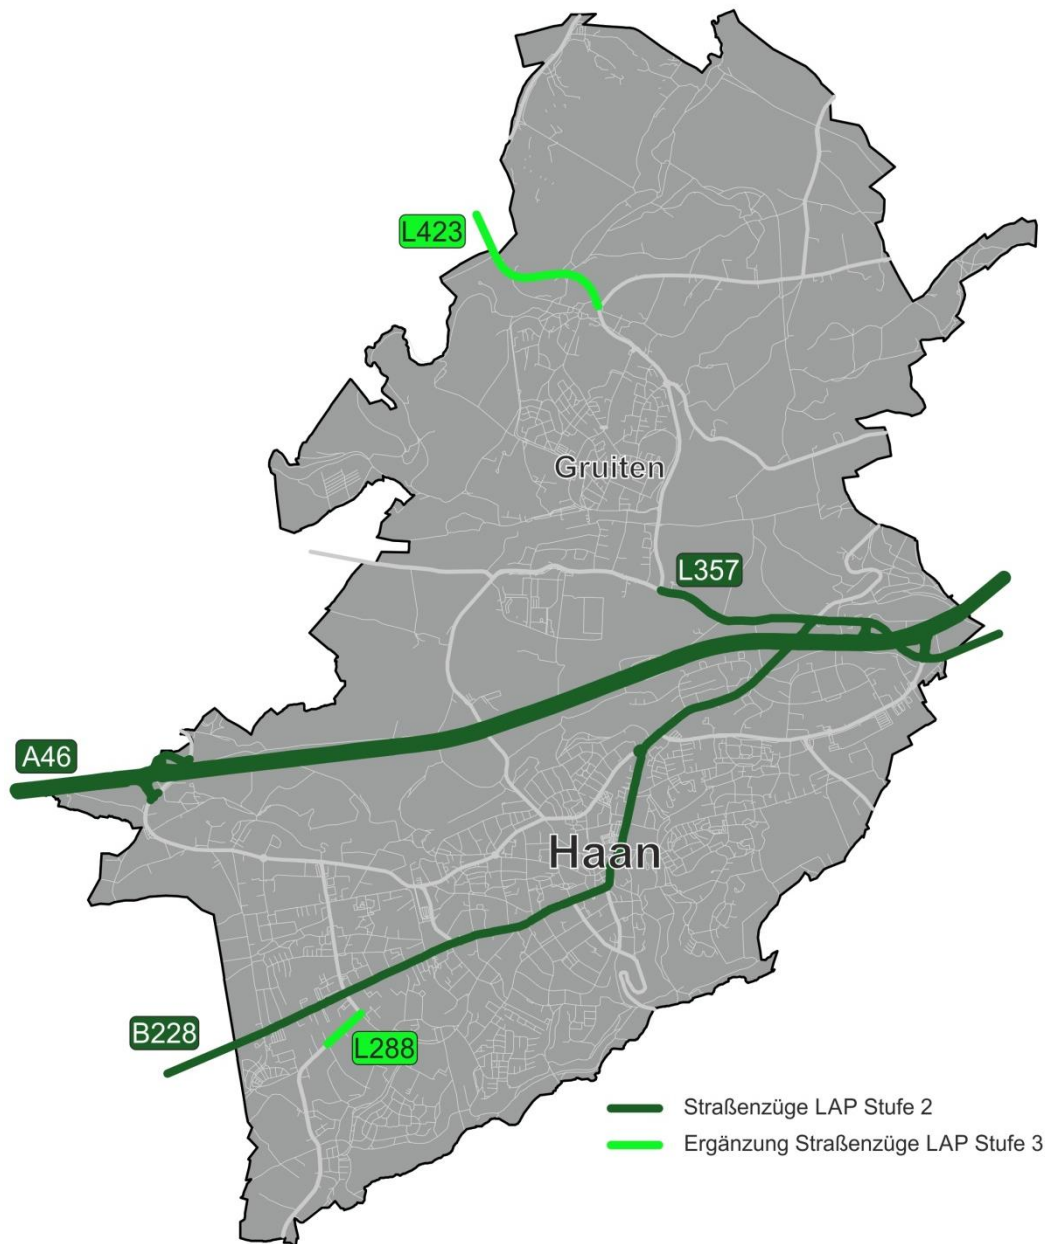 L423
Gruiten
L357
A46
Haan
B228
L288
Straßenzüge LAP Stufe 2
Ergänzung Straßenzüge LAP Stufe 3